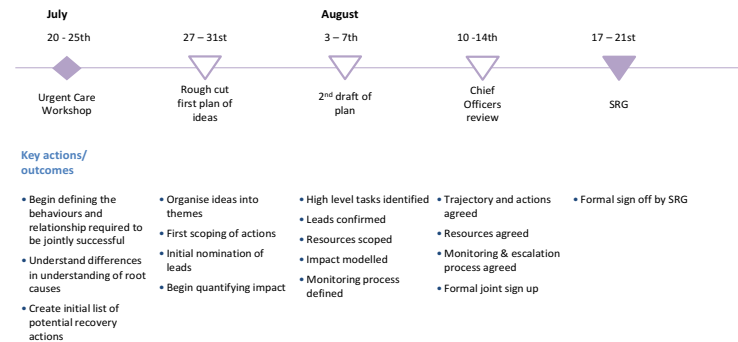 July
August
20 - 25th
27 – 31st
3 – 7th
10 -14th
17 – 21st
Urgent Care
Workshop
Rough cut
first plan of
ideas
2nd draft of
plan
Chief
Officers
review
SRG
Key actions/
outcomes
• Begin defining the
behaviours and
relationship required to
be jointly successful
• Understand differences
in understanding of root
causes
• Create initial list of
potential recovery
actions
• Organise ideas into
themes
• First scoping of actions
• Initial nomination of
leads
• Begin quantifying impact
• High level tasks identified
• Leads confirmed
• Resources scoped
• Impact modelled
• Monitoring process
defined
• Trajectory and actions
agreed
• Resources agreed
• Monitoring & escalation
process agreed
• Formal joint sign up
• Formal sign off by SRG